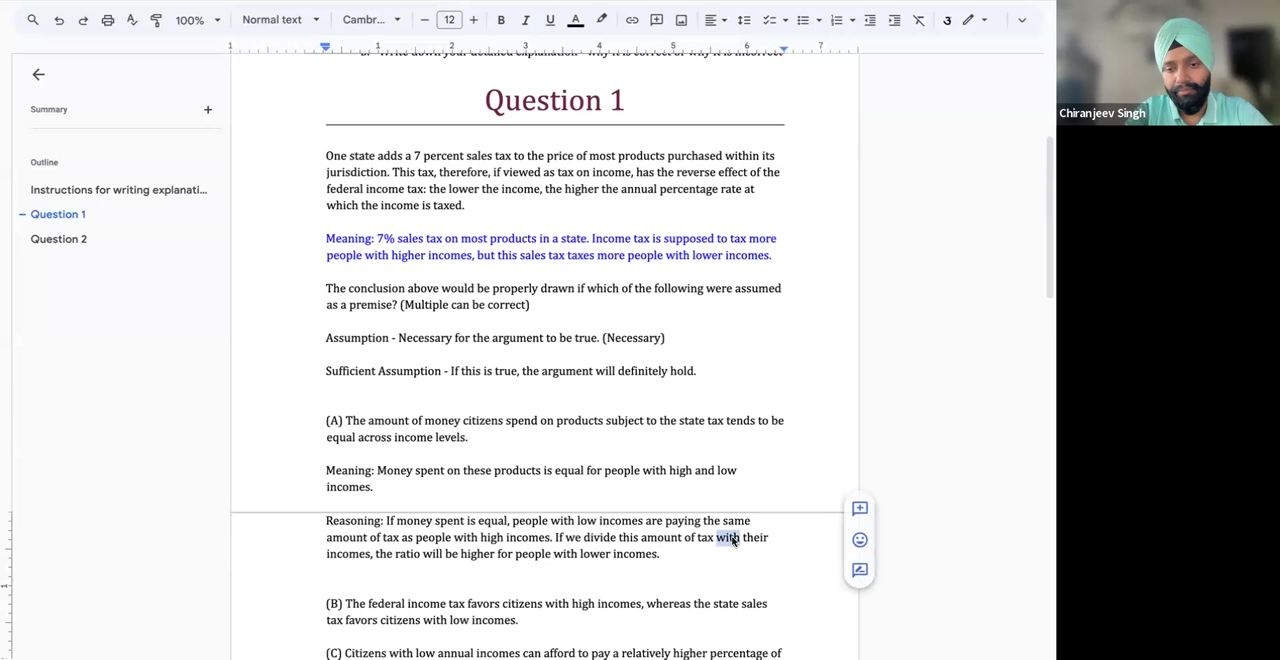 100%
Normal text
Cambr...
12
1 1 2 3 4 5 6 7
Summary
Outline
Instructions for writing explanati...
Question 1
Question 2
Question 1
One state adds a 7 percent sales tax to the price of most products purchased within its
jurisdiction. This tax, therefore, if viewed as tax on income, has the reverse effect of the
federal income tax: the lower the income, the higher the annual percentage rate at
which the income is taxed.
Meaning: 7% sales tax on most products in a state. Income tax is supposed to tax more
people with higher incomes, but this sales tax taxes more people with lower incomes.
The conclusion above would be properly drawn if which of the following were assumed
as a premise? (Multiple can be correct)
Assumption - Necessary for the argument to be true. (Necessary)
Sufficient Assumption - If this is true, the argument will definitely hold.
(A) The amount of money citizens spend on products subject to the state tax tends to be
equal across income levels.
Meaning: Money spent on these products is equal for people with high and low
incomes.
Reasoning: If money spent is equal, people with low incomes are paying the same
amount of tax as people with high incomes. If we divide this amount of tax with their
incomes, the ratio will be higher for people with lower incomes.
(B) The federal income tax favors citizens with high incomes, whereas the state sales
tax favors citizens with low incomes.
(C) Citizens with low annual incomes can afford to pay a relatively higher percentage of
Chiranjeev Singh